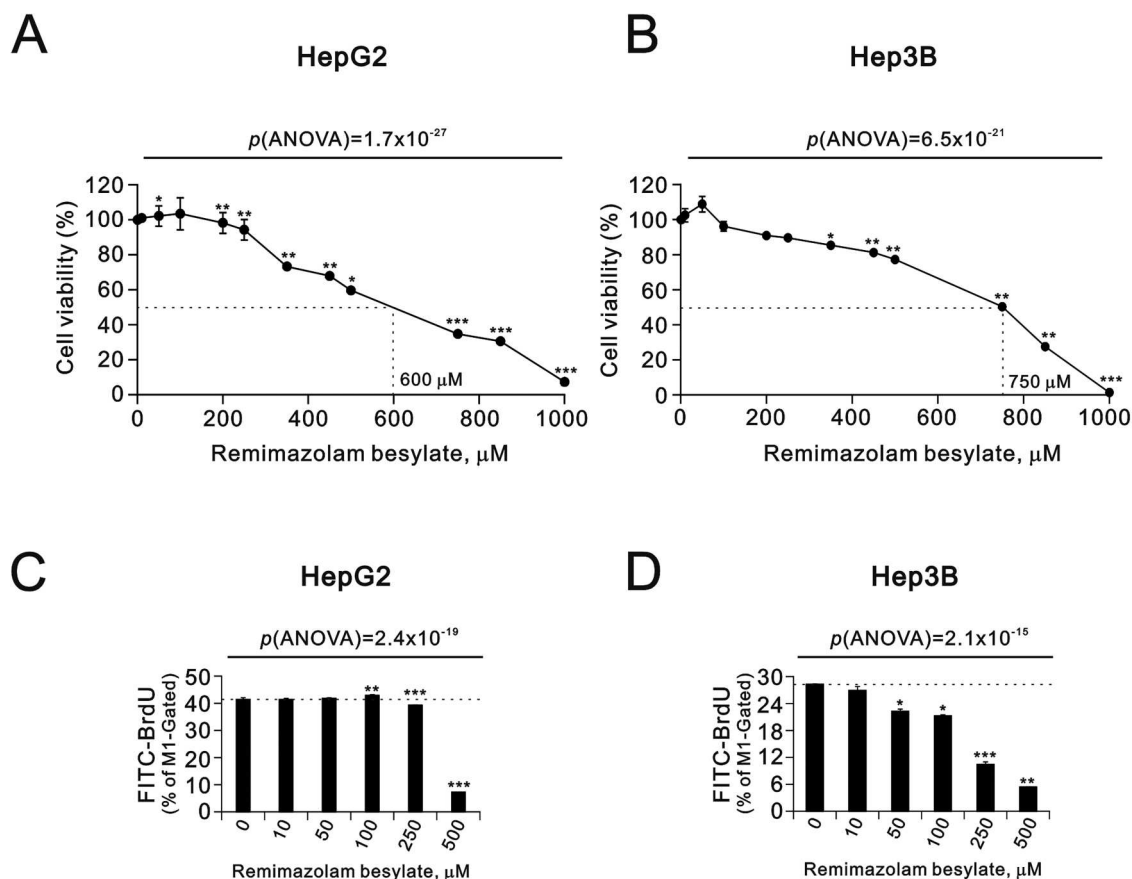 A
HepG2
p(ANOVA)=1.7x10⁻²⁷
Cell viability (%)
120
100
80
60
40
20
0
* ** ** ** ** * *** *** ***
600 μM
0 200 400 600 800 1000
Remimazolam besylate, μM
B
Hep3B
p(ANOVA)=6.5x10⁻²¹
Cell viability (%)
120
100
80
60
40
20
0
* ** ** ** ** ***
750 μM
0 200 400 600 800 1000
Remimazolam besylate, μM
C
HepG2
p(ANOVA)=2.4x10⁻¹⁹
FITC-BrdU
(% of M1-Gated)
50
40
30
20
10
0
** *** ***
0 10 50 100 250 500
Remimazolam besylate, μM
D
Hep3B
p(ANOVA)=2.1x10⁻¹⁵
FITC-BrdU
(% of M1-Gated)
30
24
18
12
6
0
* * *** **
0 10 50 100 250 500
Remimazolam besylate, μM